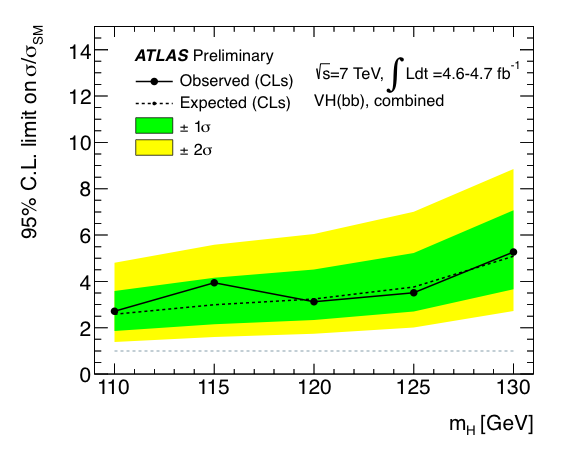 95% C.L. limit on σ/σSM
14
12
10
8
6
4
2
0
ATLAS Preliminary
Observed (CLs)
Expected (CLs)
± 1σ
± 2σ
√s=7 TeV, ∫ Ldt =4.6-4.7 fb⁻¹
VH(bb), combined
110 115 120 125 130
mH [GeV]